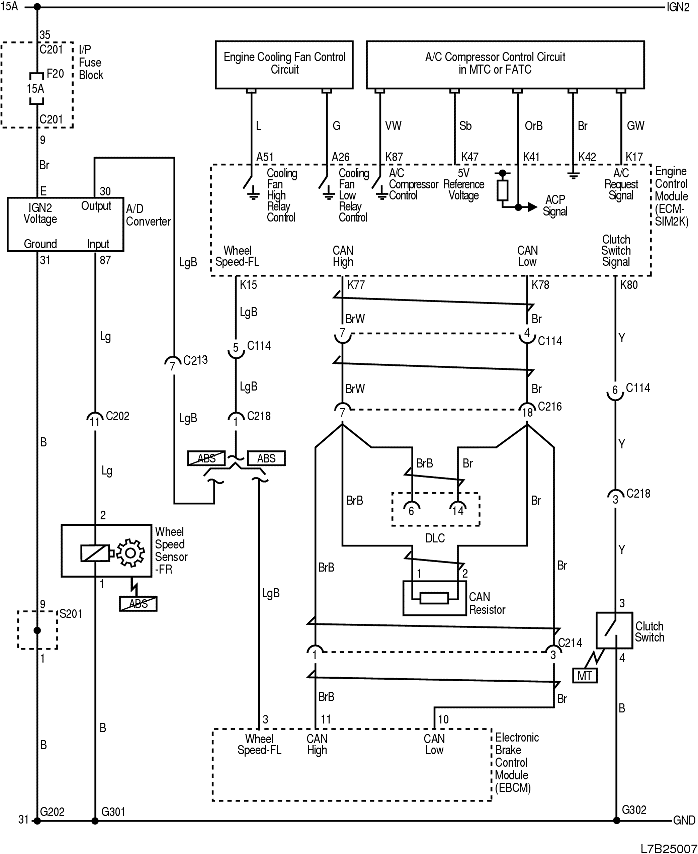 15A
IGN2
35
C201
I/P
Fuse
Block
F20
15A
C201
9
Br
Engine Cooling Fan Control
Circuit
A/C Compressor Control Circuit
in MTC or FATC
L
G
VW
Sb
OrB
Br
GW
A51
A26
K87
K47
K41
K42
K17
Cooling
Fan
High
Relay
Control
Cooling
Fan
Low
Relay
Control
A/C
Compressor
Control
5V
Reference
Voltage
ACP
Signal
A/C
Request
Signal
Engine
Control
Module
(ECM-
SIM2K)
E
30
IGN2
Voltage
Output
A/D
Converter
Ground
Input
31
87
Wheel
Speed-FL
CAN
High
CAN
Low
Clutch
Switch
Signal
K15
K77
K78
K80
LgB
LgB
BrW
Br
Y
Lg
5
C114
7
4
C114
7
C213
LgB
BrW
Br
6
C114
LgB
11
C202
1
C218
7
18
C216
B
Lg
Y
ABS
ABS
BrB
Br
BrB
Br
3
C218
6
14
DLC
2
Wheel
Speed
Sensor
-FR
Y
1
ABS
BrB
LgB
1
2
CAN
Resistor
Br
9
S201
1
3
Clutch
Switch
4
MT
1
3
C214
B
B
BrB
Br
B
3
11
10
Wheel
Speed-FL
CAN
High
CAN
Low
Electronic
Brake
Control
Module
(EBCM)
31
G202
G301
G302
GND
L7B25007